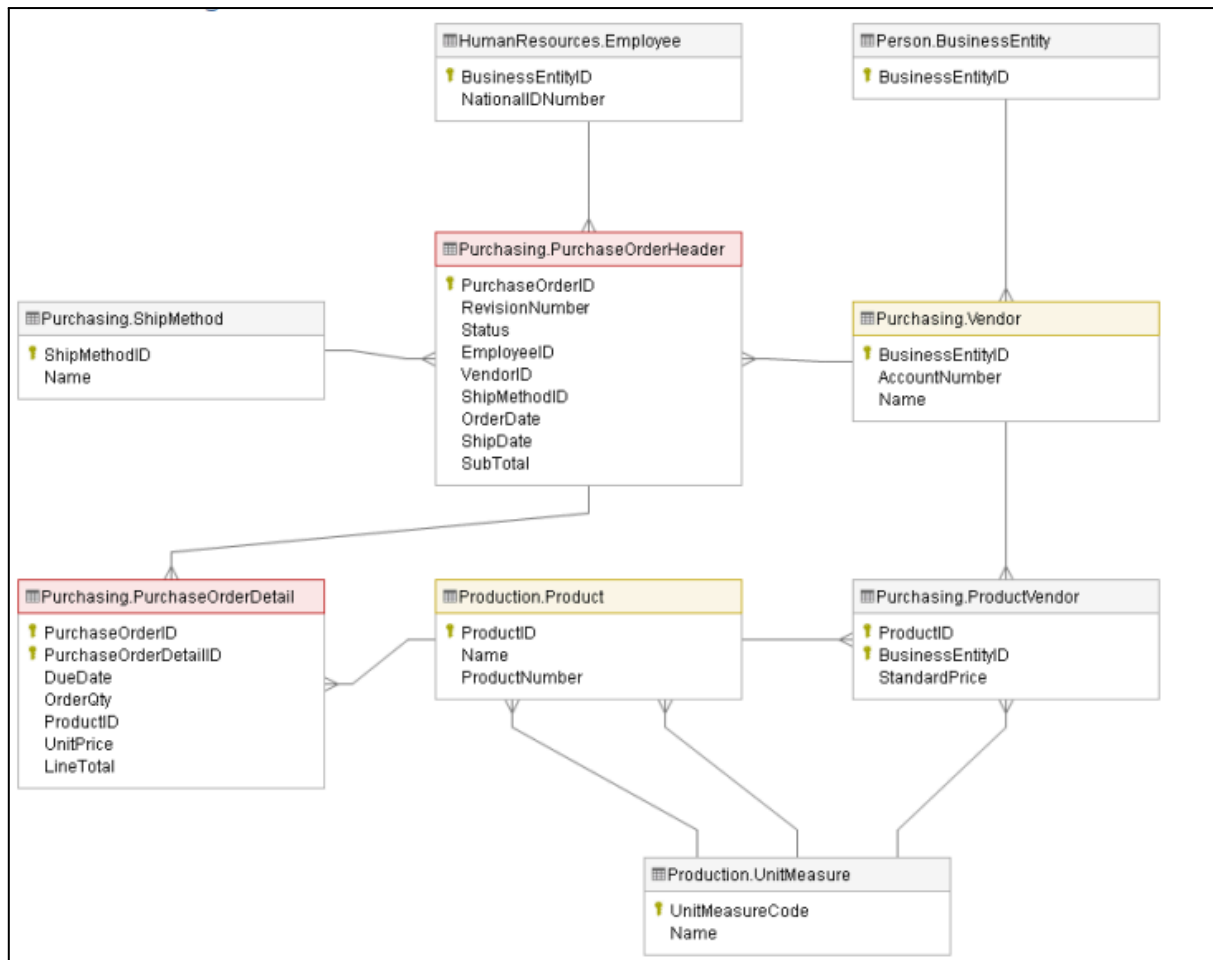 HumanResources.Employee
BusinessEntityID
NationalIDNumber
Person.BusinessEntity
BusinessEntityID
Purchasing.PurchaseOrderHeader
PurchaseOrderID
RevisionNumber
Status
EmployeeID
VendorID
ShipMethodID
OrderDate
ShipDate
SubTotal
Purchasing.ShipMethod
ShipMethodID
Name
Purchasing.Vendor
BusinessEntityID
AccountNumber
Name
Purchasing.PurchaseOrderDetail
PurchaseOrderID
PurchaseOrderDetailID
DueDate
OrderQty
ProductID
UnitPrice
LineTotal
Production.Product
ProductID
Name
ProductNumber
Purchasing.ProductVendor
ProductID
BusinessEntityID
StandardPrice
Production.UnitMeasure
UnitMeasureCode
Name